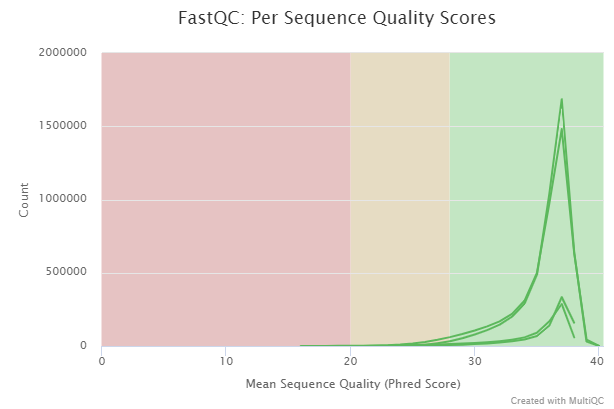 FastQC: Per Sequence Quality Scores
2000000
1500000
1000000
500000
0
Count
0 10 20 30 40
Mean Sequence Quality (Phred Score)
Created with MultiQC